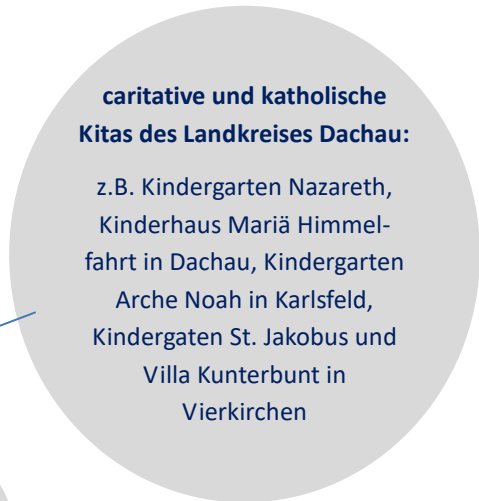 caritative und katholische
Kitas des Landkreises Dachau:
z.B. Kindergarten Nazareth,
Kinderhaus Mariä Himmel-
fahrt in Dachau, Kindergarten
Arche Noah in Karlsfeld,
Kindergaten St. Jakobus und
Villa Kunterbunt in
Vierkirchen